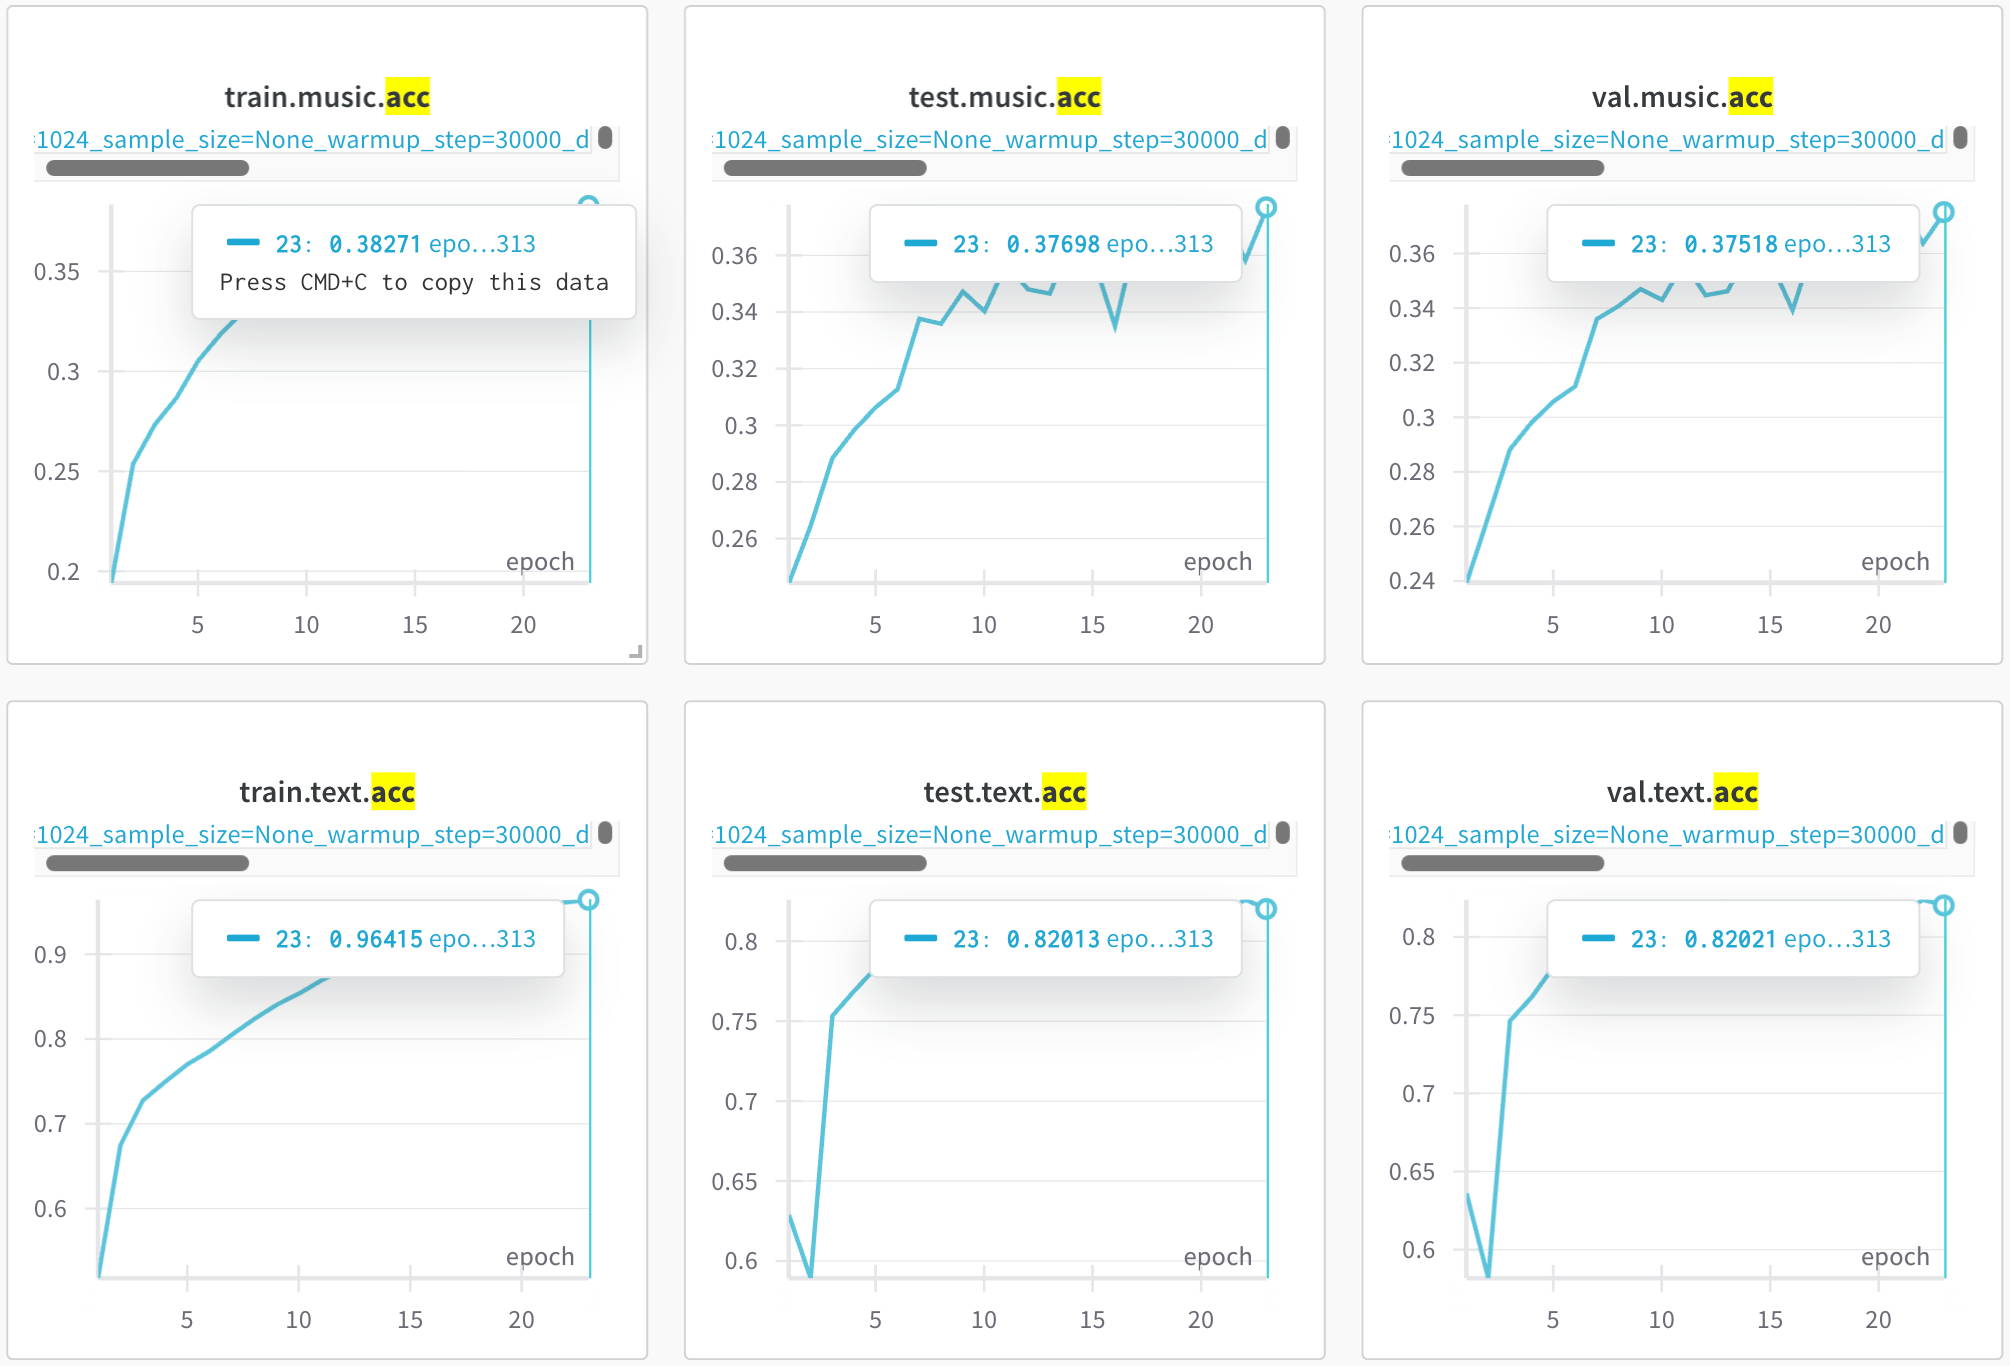 train.music.acc
:1024_sample_size=None_warmup_step=30000_d
23: 0.38271 epo...313
Press CMD+C to copy this data
0.35
0.3
0.25
0.2
epoch
5 10 15 20
test.music.acc
:1024_sample_size=None_warmup_step=30000_d
23: 0.37698 epo...313
0.36
0.34
0.32
0.3
0.28
0.26
epoch
5 10 15 20
val.music.acc
:1024_sample_size=None_warmup_step=30000_d
23: 0.37518 epo...313
0.36
0.34
0.32
0.3
0.28
0.26
0.24
epoch
5 10 15 20
train.text.acc
:1024_sample_size=None_warmup_step=30000_d
23: 0.96415 epo...313
0.9
0.8
0.7
0.6
epoch
5 10 15 20
test.text.acc
:1024_sample_size=None_warmup_step=30000_d
23: 0.82013 epo...313
0.8
0.75
0.7
0.65
0.6
epoch
5 10 15 20
val.text.acc
:1024_sample_size=None_warmup_step=30000_d
23: 0.82021 epo...313
0.8
0.75
0.7
0.65
0.6
epoch
5 10 15 20